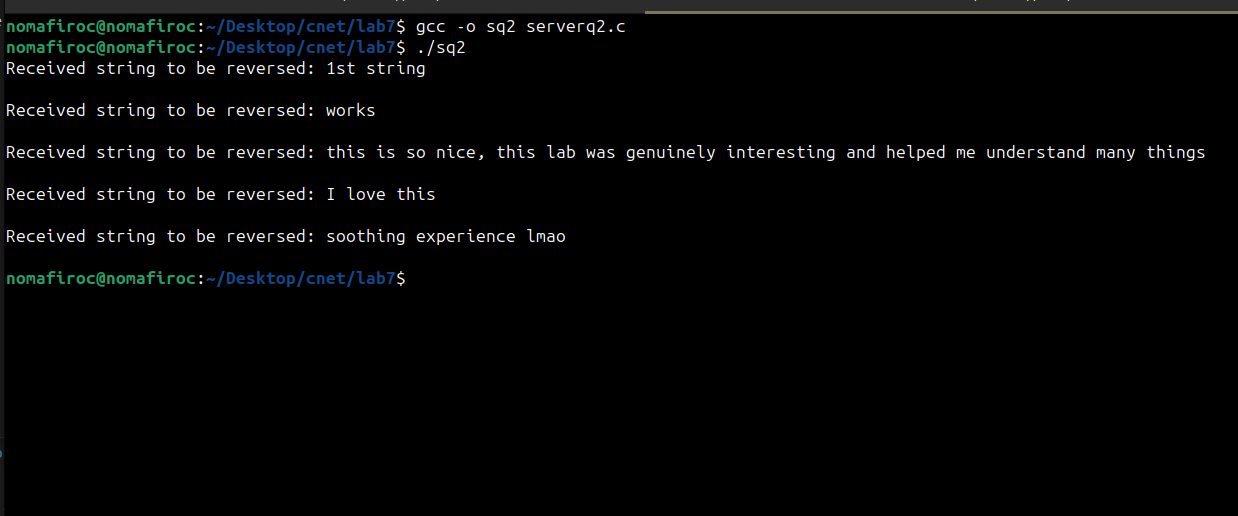 nomafiroc@nomafiroc:~/Desktop/cnet/lab7$ gcc -o sq2 serverq2.c
nomafiroc@nomafiroc:~/Desktop/cnet/lab7$ ./sq2
Received string to be reversed: 1st string
Received string to be reversed: works
Received string to be reversed: this is so nice, this lab was genuinely interesting and helped me understand many things
Received string to be reversed: I love this
Received string to be reversed: soothing experience lmao
nomafiroc@nomafiroc:~/Desktop/cnet/lab7$